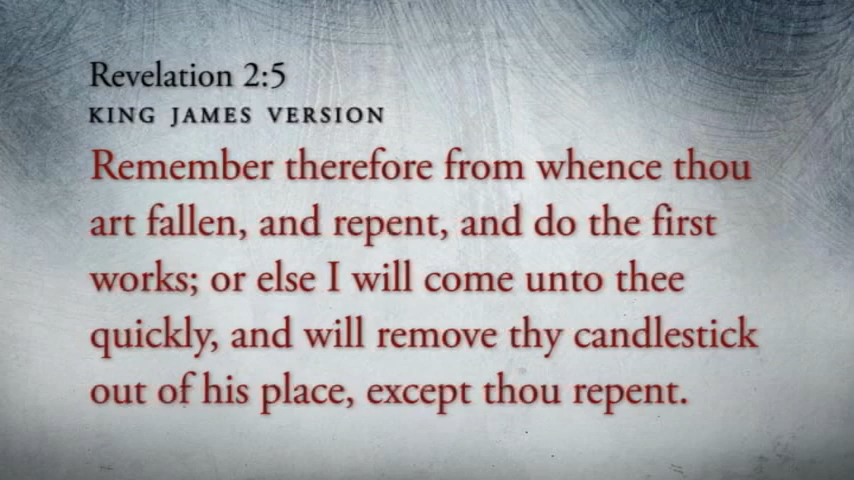 Revelation 2:5
KING JAMES VERSION
Remember therefore from whence thou
art fallen, and repent, and do the first
works; or else I will come unto thee
quickly, and will remove thy candlestick
out of his place, except thou repent.